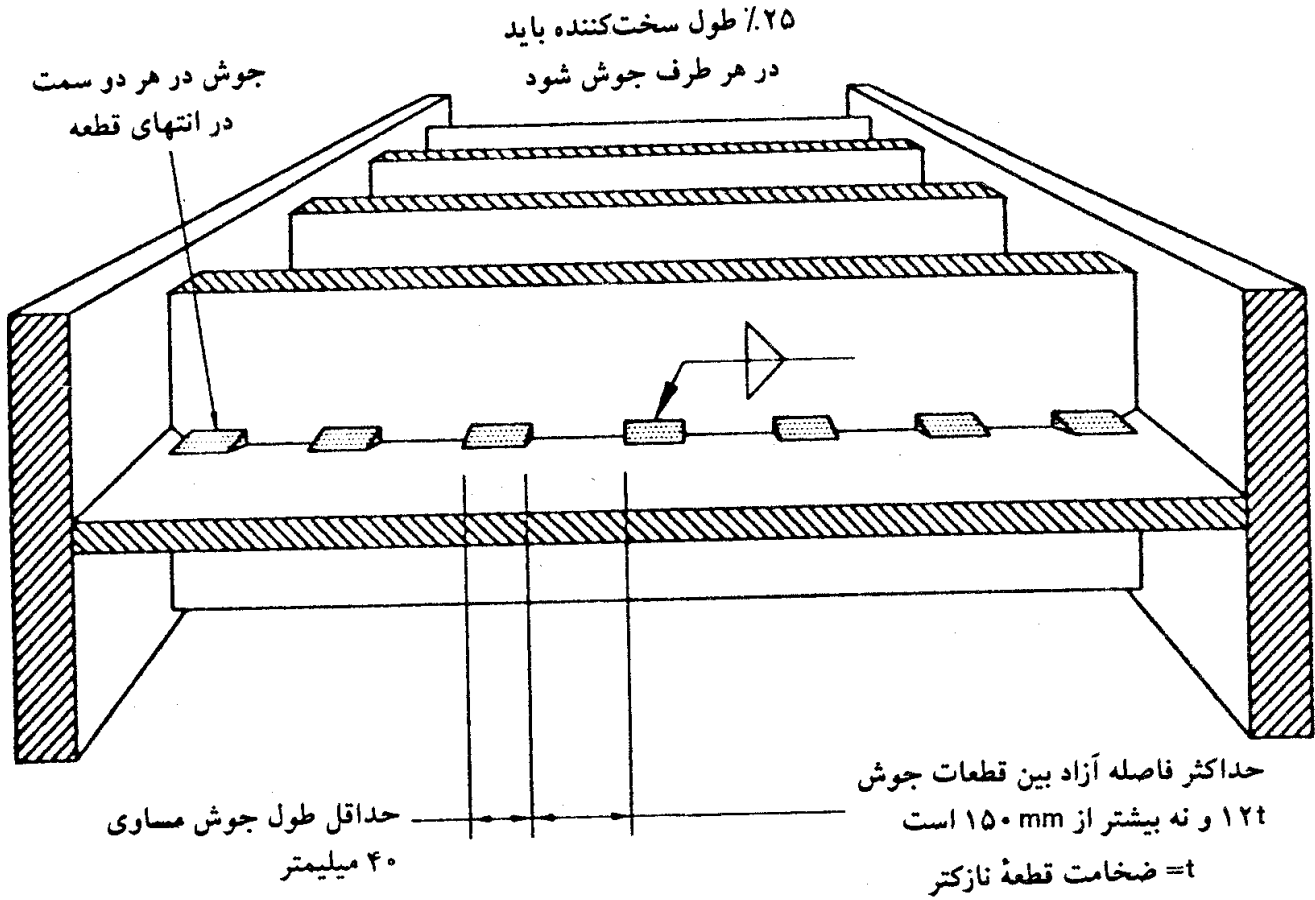 ٪۲۵ طول سخت‌کننده باید
در هر طرف جوش شود
جوش در هر دو سمت
در انتهای قطعه
حداکثر فاصله آزاد بین قطعات جوش
۱۲t و نه بیشتر از ۱۵۰ mm است
t= ضخامت قطعهٔ نازکتر
حداقل طول جوش مساوی
۴۰ میلیمتر